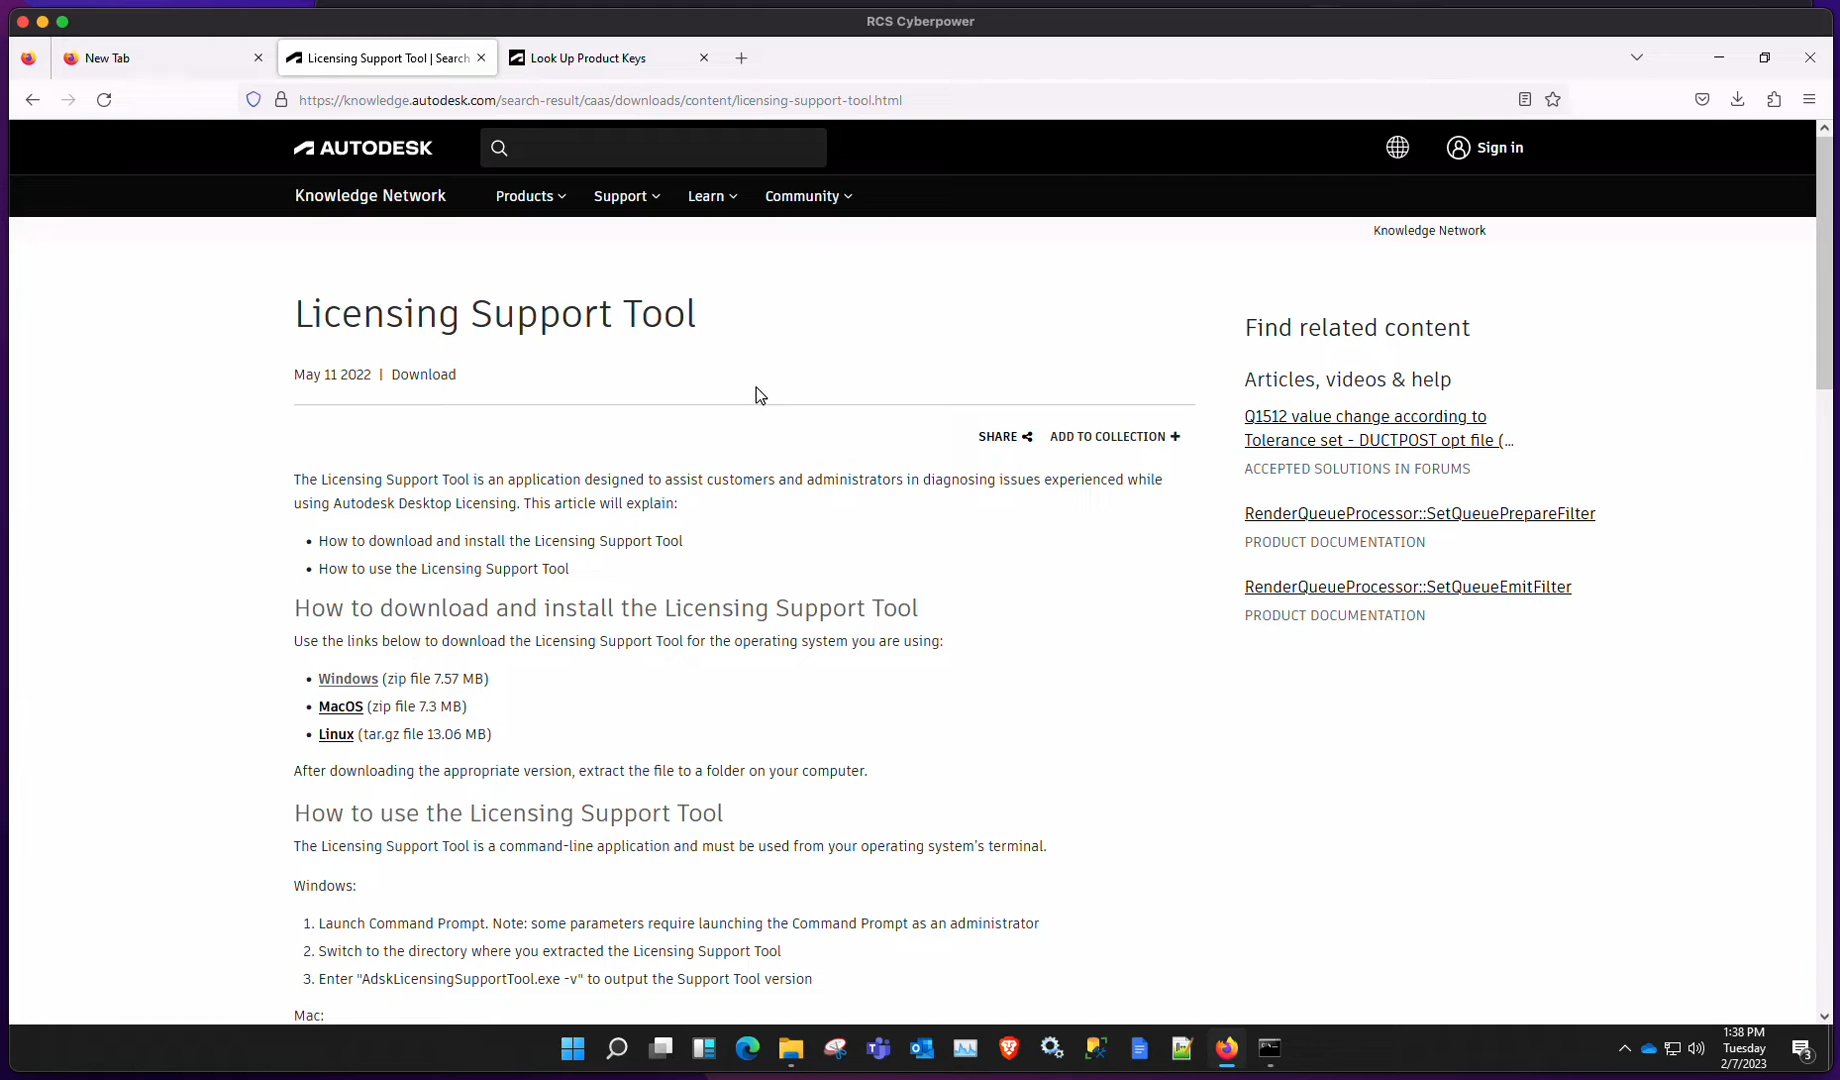 RCS Cyberpower
New Tab
Licensing Support Tool | Search
Look Up Product Keys
https://knowledge.autodesk.com/search-result/caas/downloads/content/licensing-support-tool.html
AUTODESK
Sign in
Knowledge Network
Products
Support
Learn
Community
Knowledge Network
Licensing Support Tool
May 11 2022 | Download
SHARE
ADD TO COLLECTION +
The Licensing Support Tool is an application designed to assist customers and administrators in diagnosing issues experienced while
using Autodesk Desktop Licensing. This article will explain:
• How to download and install the Licensing Support Tool
• How to use the Licensing Support Tool
How to download and install the Licensing Support Tool
Use the links below to download the Licensing Support Tool for the operating system you are using:
• Windows (zip file 7.57 MB)
• MacOS (zip file 7.3 MB)
• Linux (tar.gz file 13.06 MB)
After downloading the appropriate version, extract the file to a folder on your computer.
How to use the Licensing Support Tool
The Licensing Support Tool is a command-line application and must be used from your operating system's terminal.
Windows:
1. Launch Command Prompt. Note: some parameters require launching the Command Prompt as an administrator
2. Switch to the directory where you extracted the Licensing Support Tool
3. Enter "AdskLicensingSupportTool.exe -v" to output the Support Tool version
Mac:
Find related content
Articles, videos & help
Q1512 value change according to
Tolerance set - DUCTPOST opt file (...
ACCEPTED SOLUTIONS IN FORUMS
RenderQueueProcessor::SetQueuePrepareFilter
PRODUCT DOCUMENTATION
RenderQueueProcessor::SetQueueEmitFilter
PRODUCT DOCUMENTATION
1:38 PM
Tuesday
2/7/2023
3